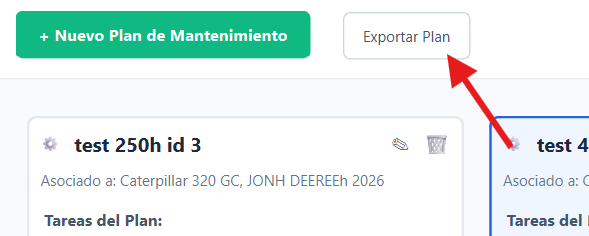 + Nuevo Plan de Mantenimiento
Exportar Plan
test 250h id 3
Asociado a: Caterpillar 320 GC, JONH DEEREEh 2026
Tareas del Plan:
test 4
Asociado a:
Tareas del